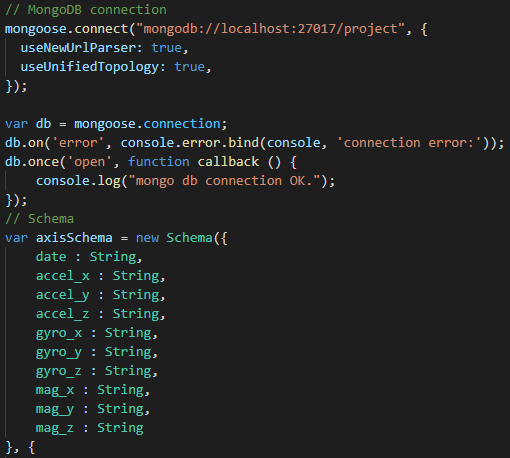 // MongoDB connection
mongoose.connect("mongodb://localhost:27017/project", {
  useNewUrlParser: true,
  useUnifiedTopology: true,
});

var db = mongoose.connection;
db.on('error', console.error.bind(console, 'connection error:'));
db.once('open', function callback () {
    console.log("mongo db connection OK.");
});
// Schema
var axisSchema = new Schema({
    date : String,
    accel_x : String,
    accel_y : String,
    accel_z : String,
    gyro_x : String,
    gyro_y : String,
    gyro_z : String,
    mag_x : String,
    mag_y : String,
    mag_z : String
}, {